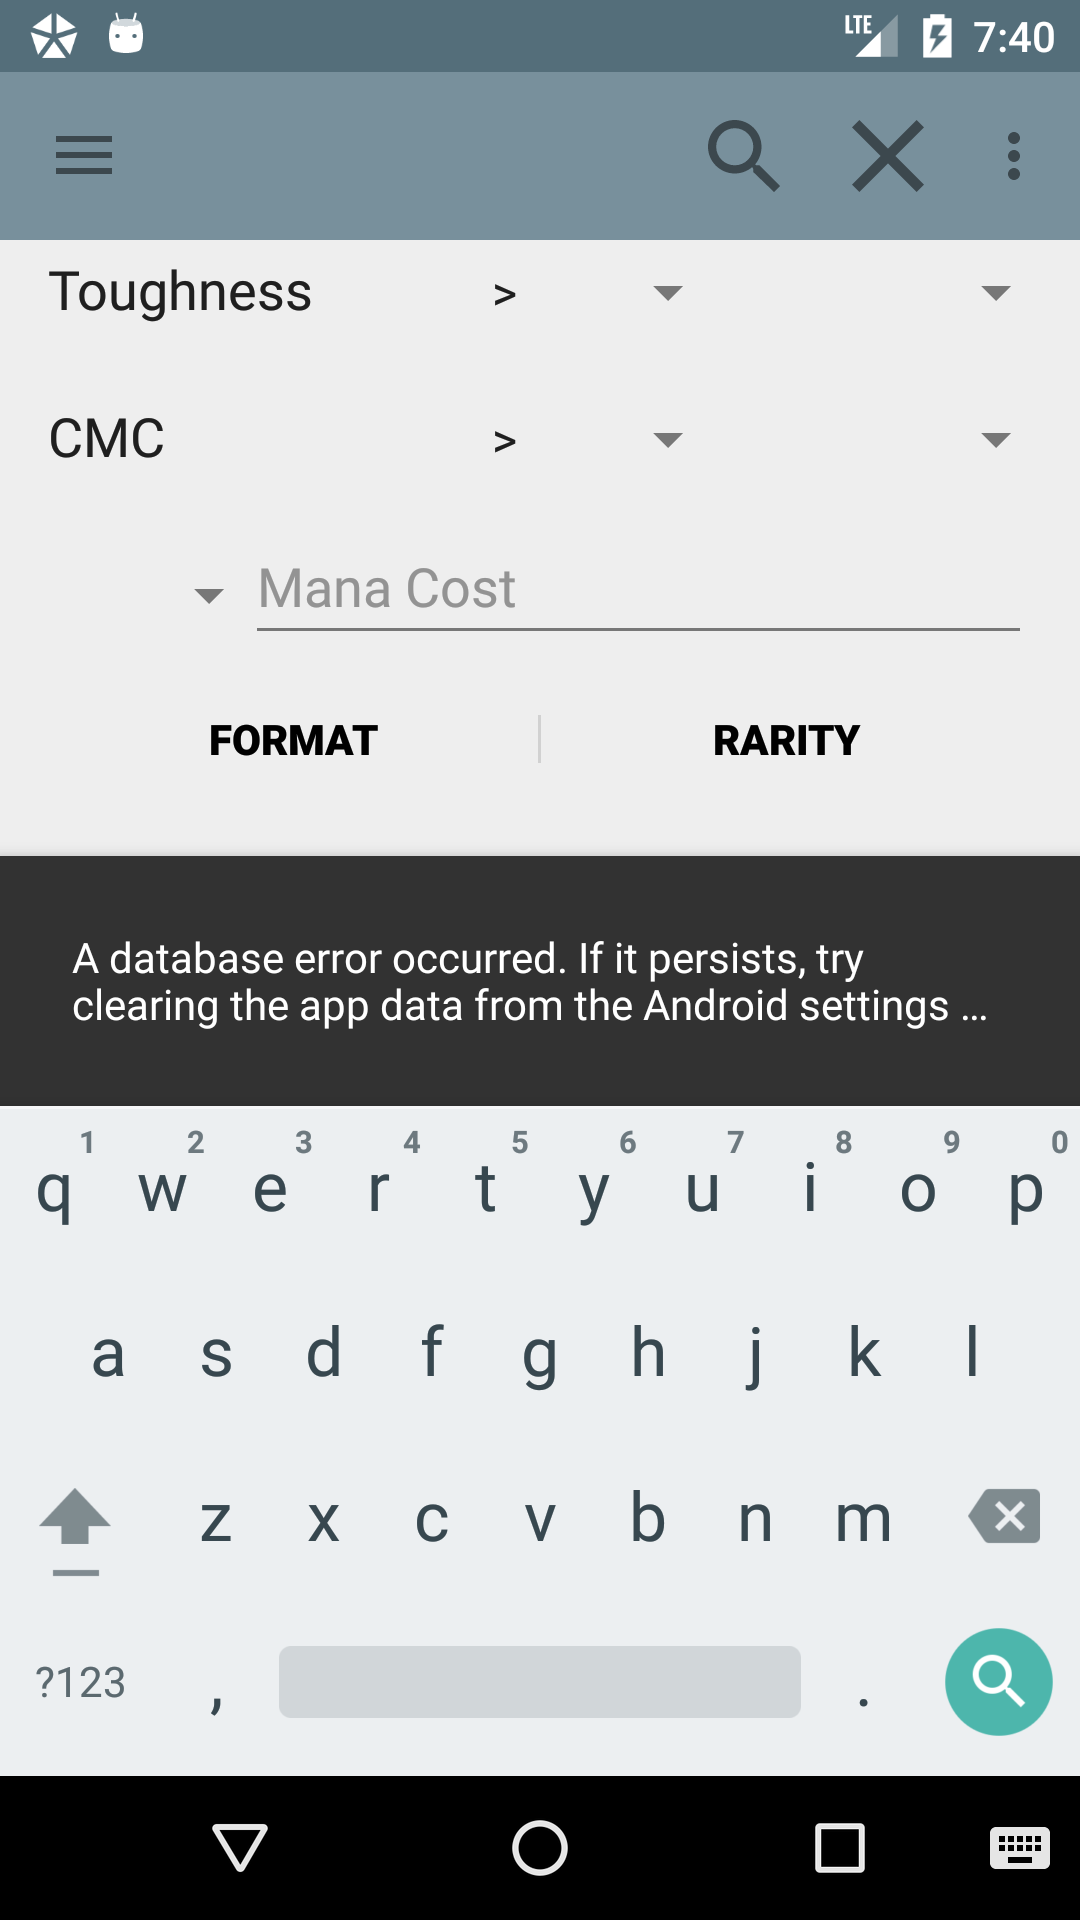 LTE 7:40
Toughness >
CMC >
Mana Cost
FORMAT RARITY
A database error occurred. If it persists, try
clearing the app data from the Android settings ...
1 2 3 4 5 6 7 8 9 0
q w e r t y u i o p
a s d f g h j k l
z x c v b n m
?123 , .